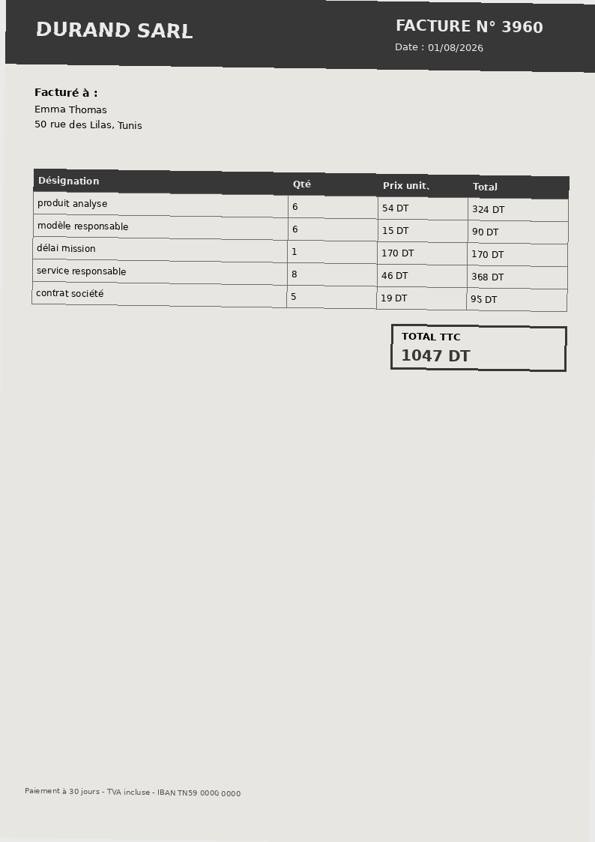 DURAND SARL
FACTURE N° 3960
Date : 01/08/2026
Facturé à :
Emma Thomas
50 rue des Lilas, Tunis
Désignation Qté Prix unit. Total
produit analyse 6 54 DT 324 DT
modèle responsable 6 15 DT 90 DT
délai mission 1 170 DT 170 DT
service responsable 8 46 DT 368 DT
contrat société 5 19 DT 95 DT
TOTAL TTC
1047 DT
Paiement à 30 jours - TVA incluse - IBAN TN59 0000 0000